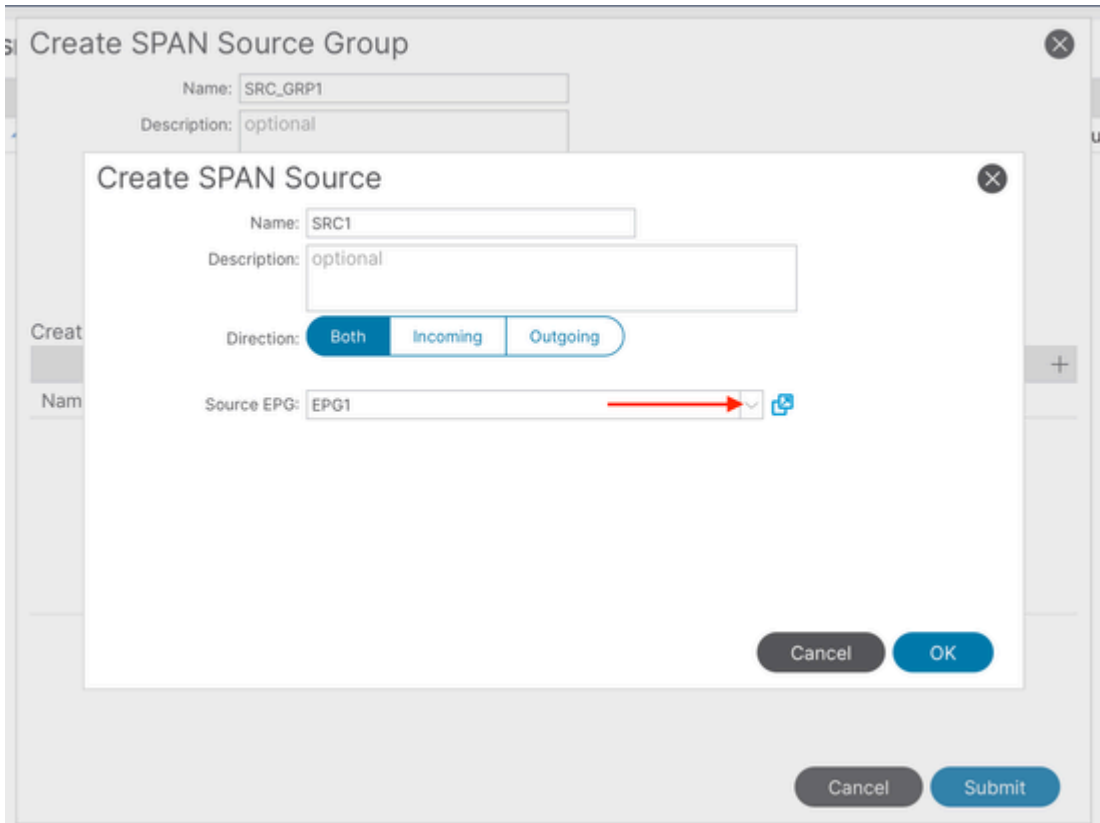 Create SPAN Source Group
Name: SRC_GRP1
Description: optional
Create SPAN Source
Name: SRC1
Description: optional
Direction: Both Incoming Outgoing
Creat
Nam
Source EPG: EPG1
Cancel OK
Cancel Submit